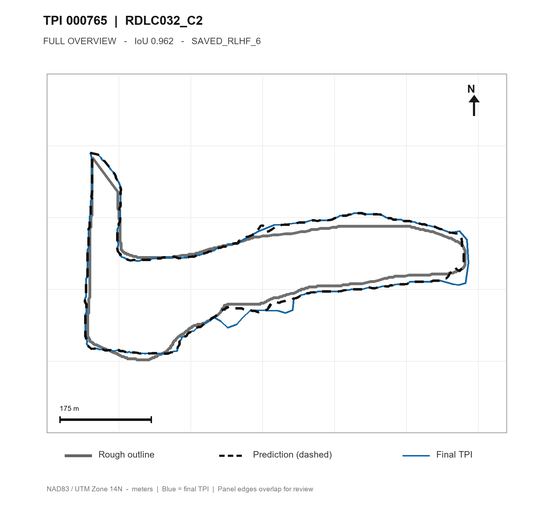 TPI 000765 | RDLC032_C2
FULL OVERVIEW - IoU 0.962 - SAVED_RLHF_6
N
175 m
Rough outline
Prediction (dashed)
Final TPI
NAD83 / UTM Zone 14N - meters | Blue = final TPI | Panel edges overlap for review